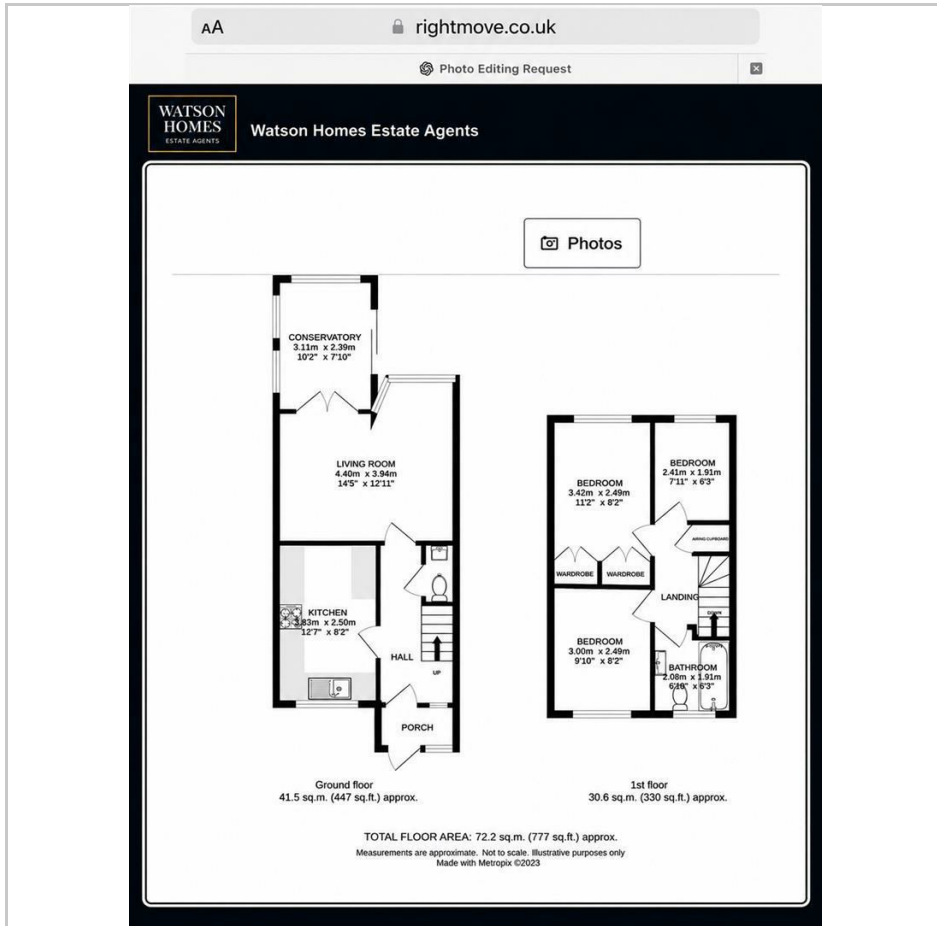 AA
rightmove.co.uk
Photo Editing Request
WATSON
HOMES
ESTATE AGENTS
Watson Homes Estate Agents
Photos
CONSERVATORY
3.11m x 2.39m
10'2" x 7'10"
LIVING ROOM
4.40m x 3.94m
14'5" x 12'11"
KITCHEN
3.83m x 2.50m
12'7" x 8'2"
HALL
UP
PORCH
Ground floor
41.5 sq.m. (447 sq.ft.) approx.
BEDROOM
3.42m x 2.49m
11'2" x 8'2"
BEDROOM
2.41m x 1.91m
7'11" x 6'3"
AIRING CUPBOARD
WARDROBE
WARDROBE
LANDING
DOWN
BEDROOM
3.00m x 2.49m
9'10" x 8'2"
BATHROOM
2.08m x 1.91m
6'10" x 6'3"
1st floor
30.6 sq.m. (330 sq.ft.) approx.
TOTAL FLOOR AREA: 72.2 sq.m. (777 sq.ft.) approx.
Measurements are approximate. Not to scale. Illustrative purposes only
Made with Metropix ©2023